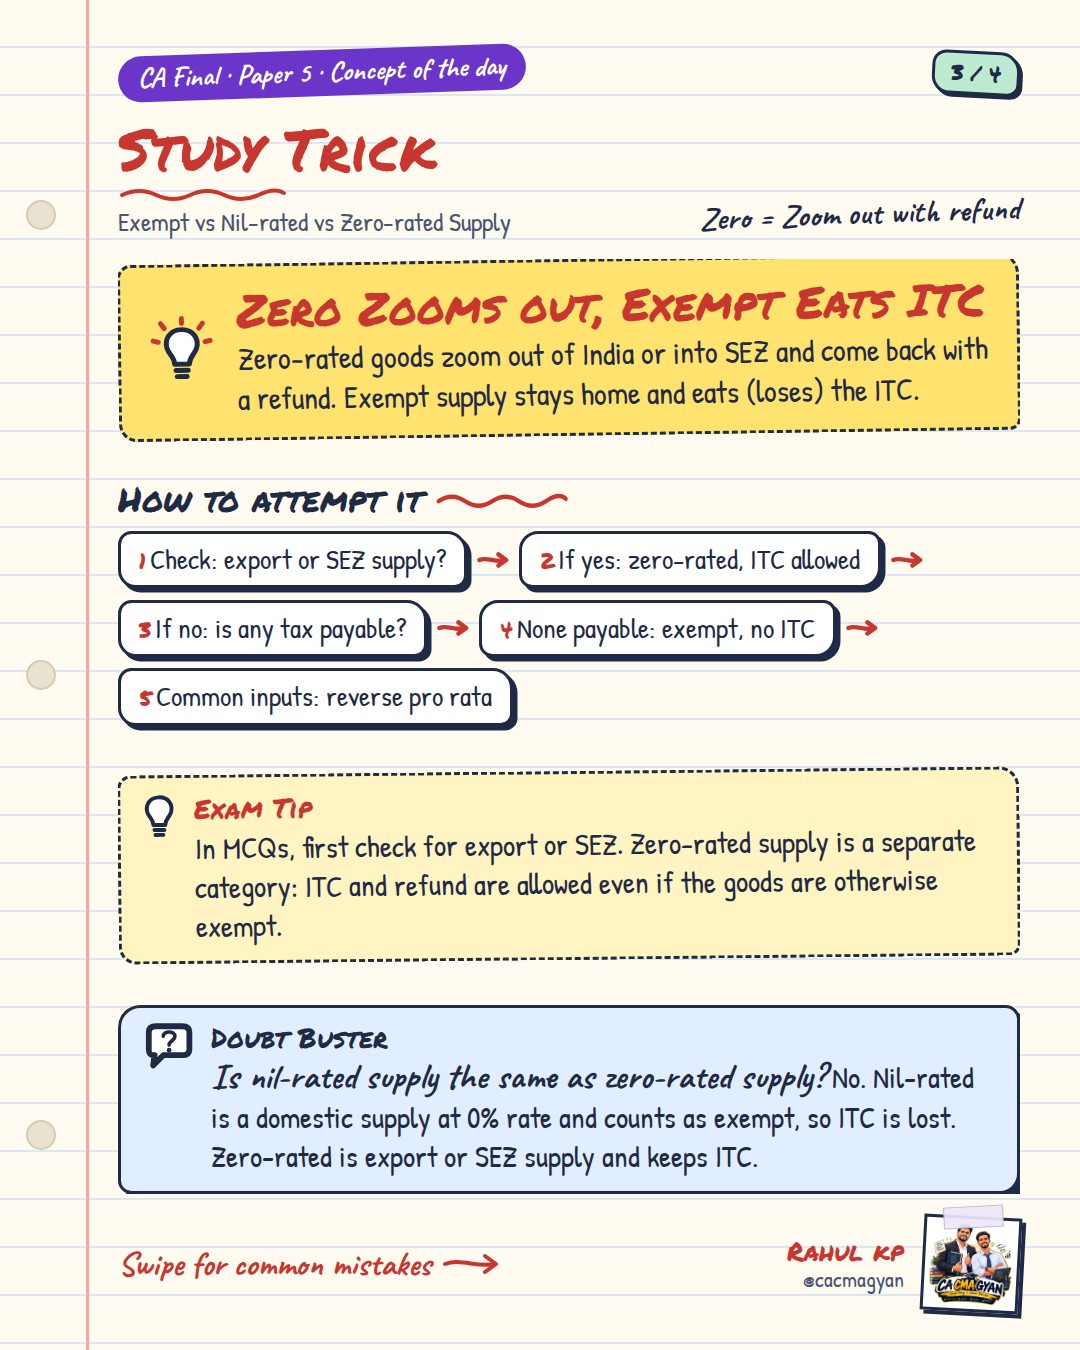 CA Final · Paper 5 · Concept of the day
3 / 4
Study Trick
Exempt vs Nil-rated vs Zero-rated Supply
Zero = Zoom out with refund
Zero Zooms out, Exempt Eats ITC
Zero-rated goods zoom out of India or into SEZ and come back with
a refund. Exempt supply stays home and eats (loses) the ITC.
How to attempt it
1 Check: export or SEZ supply?
2 If yes: zero-rated, ITC allowed
3 If no: is any tax payable?
4 None payable: exempt, no ITC
5 Common inputs: reverse pro rata
Exam Tip
In MCQs, first check for export or SEZ. Zero-rated supply is a separate
category: ITC and refund are allowed even if the goods are otherwise
exempt.
Doubt Buster
Is nil-rated supply the same as zero-rated supply? No. Nil-rated
is a domestic supply at 0% rate and counts as exempt, so ITC is lost.
Zero-rated is export or SEZ supply and keeps ITC.
Swipe for common mistakes
Rahul KP
@cacmagyan
CA CMA GYAN